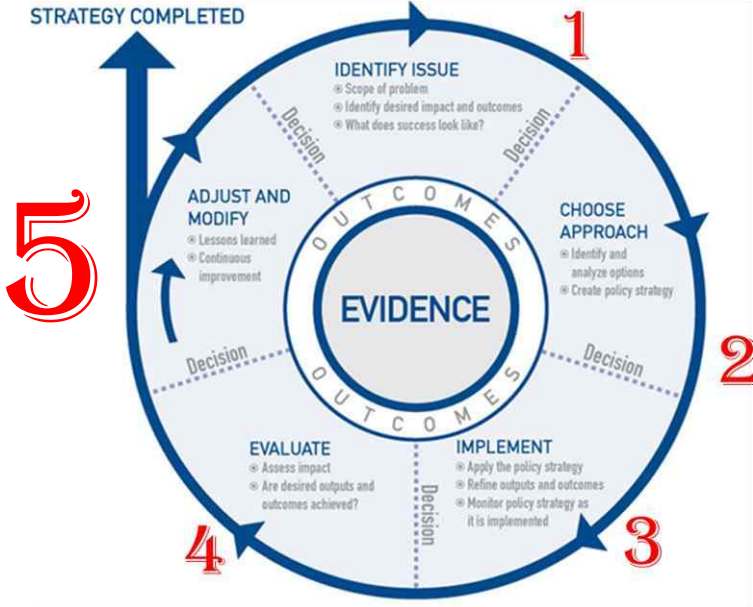 STRATEGY COMPLETED
1
IDENTIFY ISSUE
Scope of problem
Identify desired impact and outcomes
What does success look like?
Decision
Decision
5
ADJUST AND
MODIFY
Lessons learned
Continuous
improvement
OUTCOMES
EVIDENCE
OUTCOMES
CHOOSE
APPROACH
Identify and
analyze options
Create policy strategy
Decision
Decision
2
EVALUATE
Assess impact
Are desired outputs and
outcomes achieved?
Decision
IMPLEMENT
Apply the policy strategy
Refine outputs and outcomes
Monitor policy strategy as
it is implemented
4
3